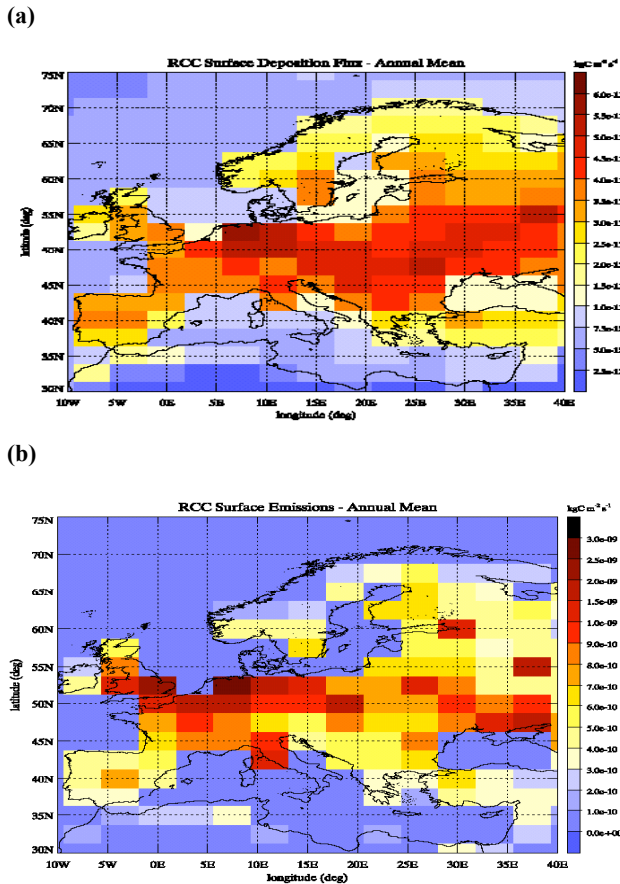 (a)
RCC Surface Deposition Flux - Annual Mean
kgC m⁻² s⁻¹
75N
70N
65N
60N
55N
50N
45N
40N
35N
30N
latitude (deg)
10W 5W 0E 5E 10E 15E 20E 25E 30E 35E 40E
longitude (deg)
(b)
RCC Surface Emissions - Annual Mean
kgC m⁻² s⁻¹
75N
70N
65N
60N
55N
50N
45N
40N
35N
30N
latitude (deg)
3.0e-09
2.5e-09
2.0e-09
1.5e-09
1.0e-09
9.0e-10
8.0e-10
7.0e-10
6.0e-10
5.0e-10
4.0e-10
3.0e-10
2.0e-10
1.0e-10
10W 5W 0E 5E 10E 15E 20E 25E 30E 35E 40E
longitude (deg)